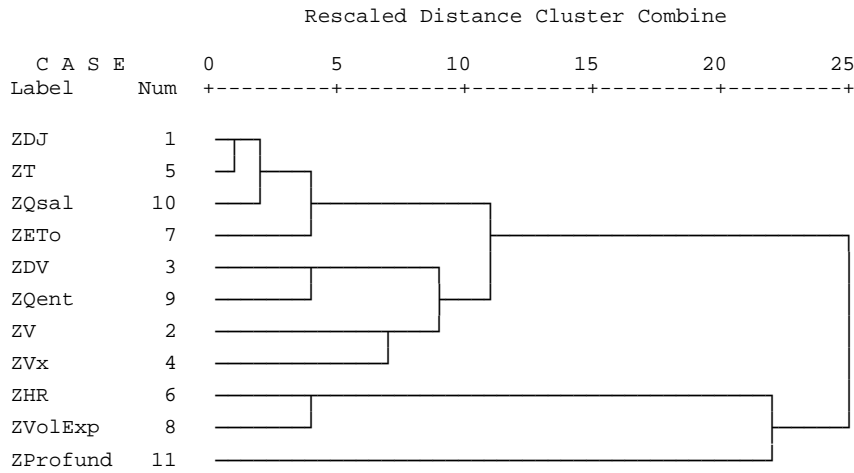 Rescaled Distance Cluster Combine
C A S E 0 5 10 15 20 25
Label Num +---------+---------+---------+---------+---------+
ZDJ 1
ZT 5
ZQsal 10
ZETo 7
ZDV 3
ZQent 9
ZV 2
ZVx 4
ZHR 6
ZVolExp 8
ZProfund 11